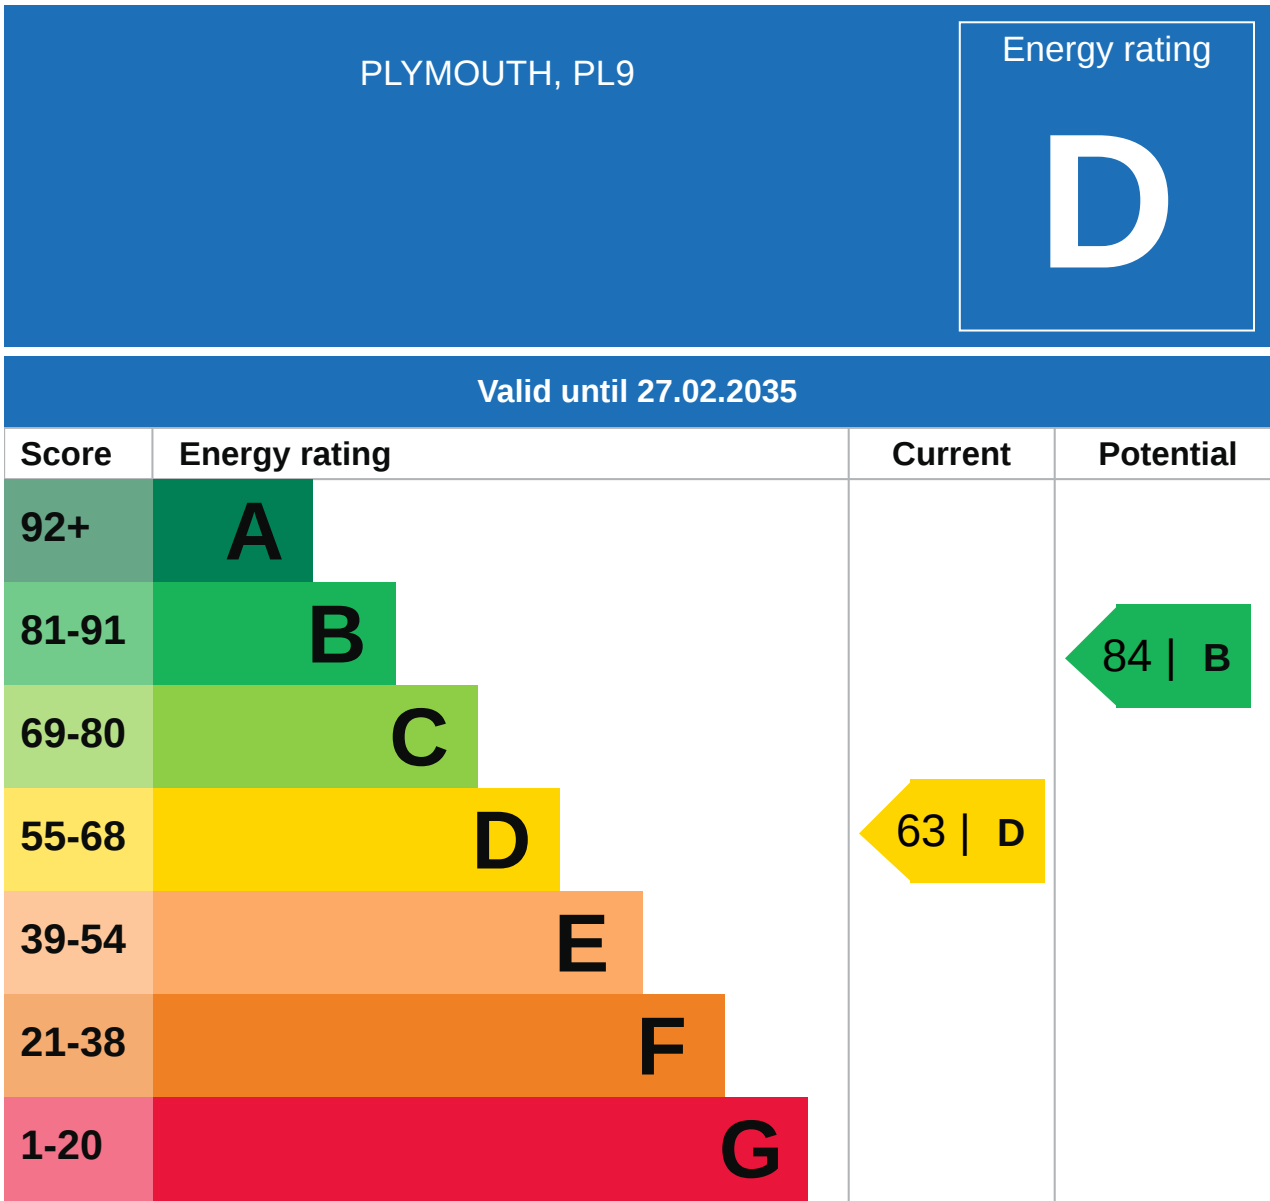 PLYMOUTH, PL9
Energy rating
D
Valid until 27.02.2035
Score Energy rating Current Potential
92+ A
81-91 B
84 | B
69-80 C
55-68 D
63 | D
39-54 E
21-38 F
1-20 G